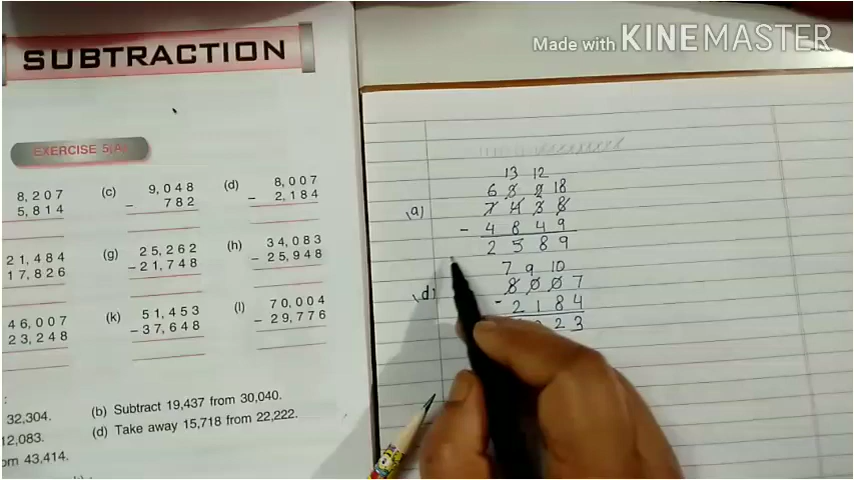 Made with KINEMASTER
SUBTRACTION
EXERCISE 5(A)
8,207
5,814
(c) 9,048
- 782
(d) 8,007
- 2,184
21,484
17,826
(g) 25,262
- 21,748
(h) 34,083
- 25,948
46,007
23,248
(k) 51,453
- 37,648
(l) 70,004
- 29,776
:
32,304.
(b) Subtract 19,437 from 30,040.
12,083.
(d) Take away 15,718 from 22,222.
om 43,414.
13 12
6 3 2 18
(a) 7 4 3 8
- 4 8 4 9
2 5 8 9
7 9 10
(d) 8 0 0 7
- 2 1 8 4
2 3